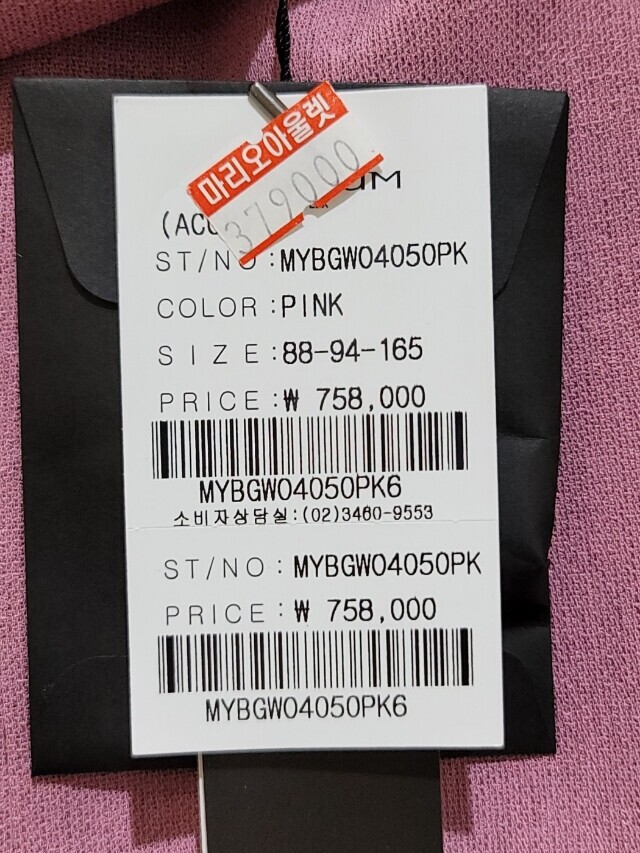 마리오아울렛
379000
UM
(ACC
ST/NO :MYBGW04050PK
COLOR :PINK
SIZE:88-94-165
PRICE:₩ 758,000
MYBGW04050PK6
소비자상담실:(02)3460-9553
ST/NO : MYBGW04050PK
PRICE : ₩ 758,000
MYBGW04050PK6